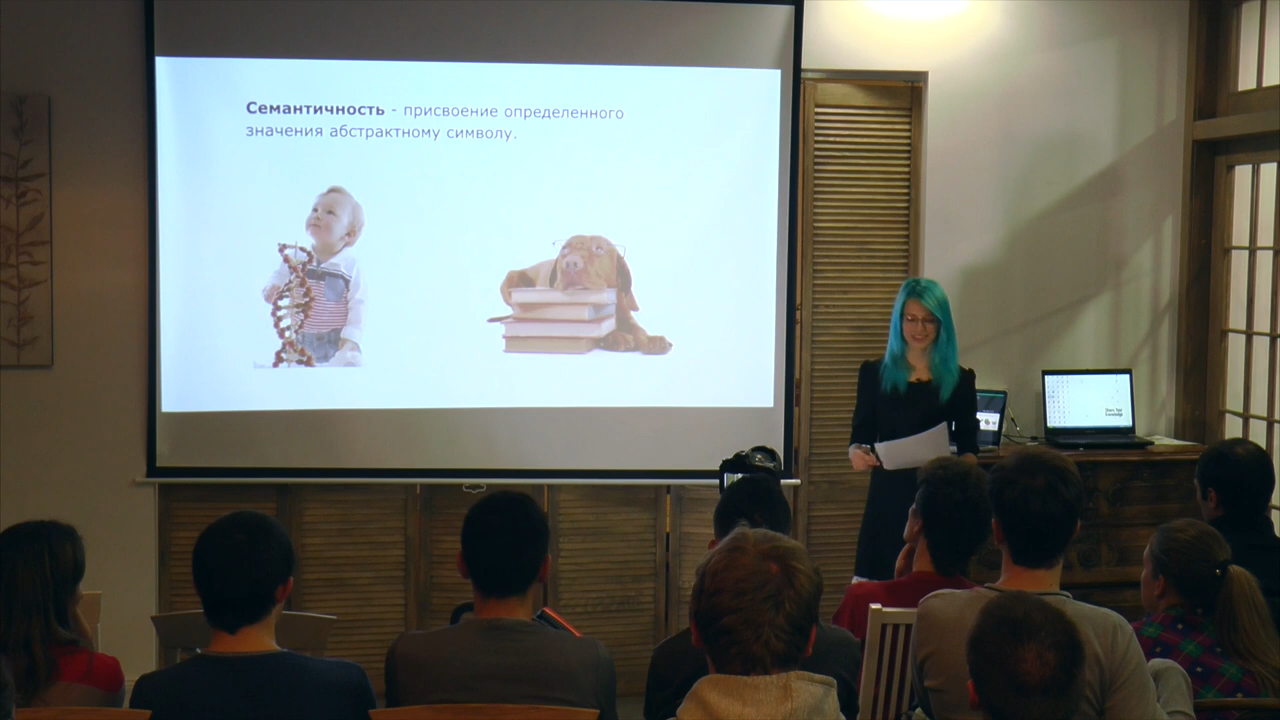 Семантичность - присвоение определенного
значения абстрактному символу.